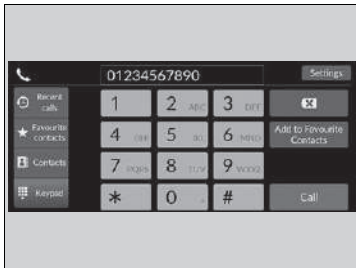 01234567890
Settings
Recent
calls
Favourite
contacts
Contacts
Keypad
1
2 ABC
3 DEF
4 GHI
5
6 MNO
7 PQRS
8 TUV
9 WXYZ
* 0 #
Add to Favourite
Contacts
Call